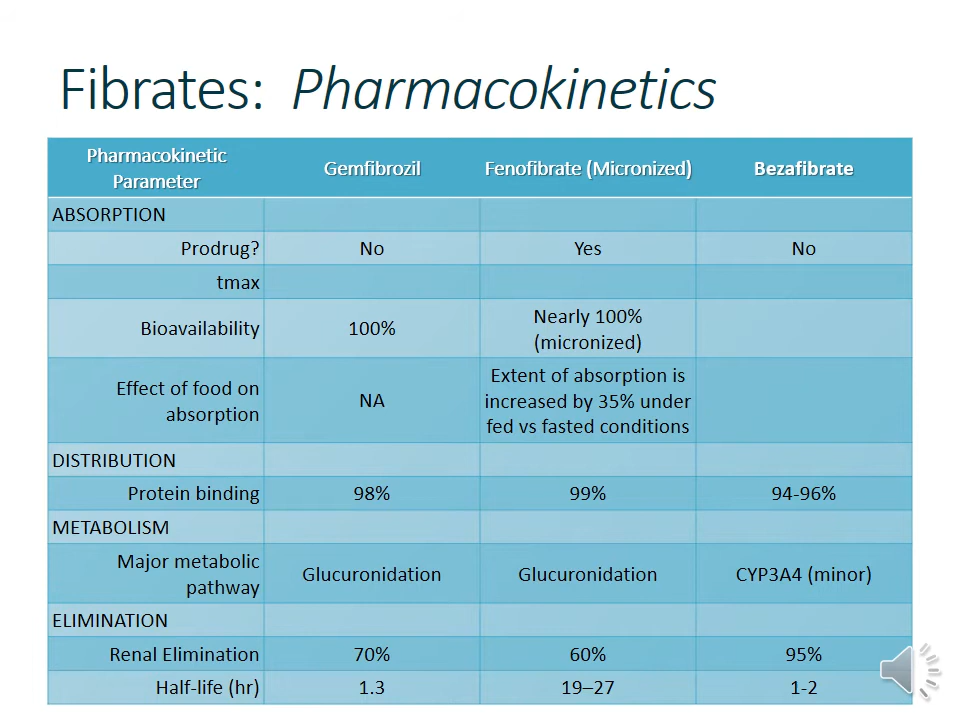 Fibrates: Pharmacokinetics
Pharmacokinetic
Parameter
Gemfibrozil
Fenofibrate (Micronized)
Bezafibrate
ABSORPTION
Prodrug? No Yes No
tmax
Bioavailability 100% Nearly 100%
(micronized)
Effect of food on
absorption
NA
Extent of absorption is
increased by 35% under
fed vs fasted conditions
DISTRIBUTION
Protein binding 98% 99% 94-96%
METABOLISM
Major metabolic
pathway
Glucuronidation Glucuronidation CYP3A4 (minor)
ELIMINATION
Renal Elimination 70% 60% 95%
Half-life (hr) 1.3 19–27 1-2